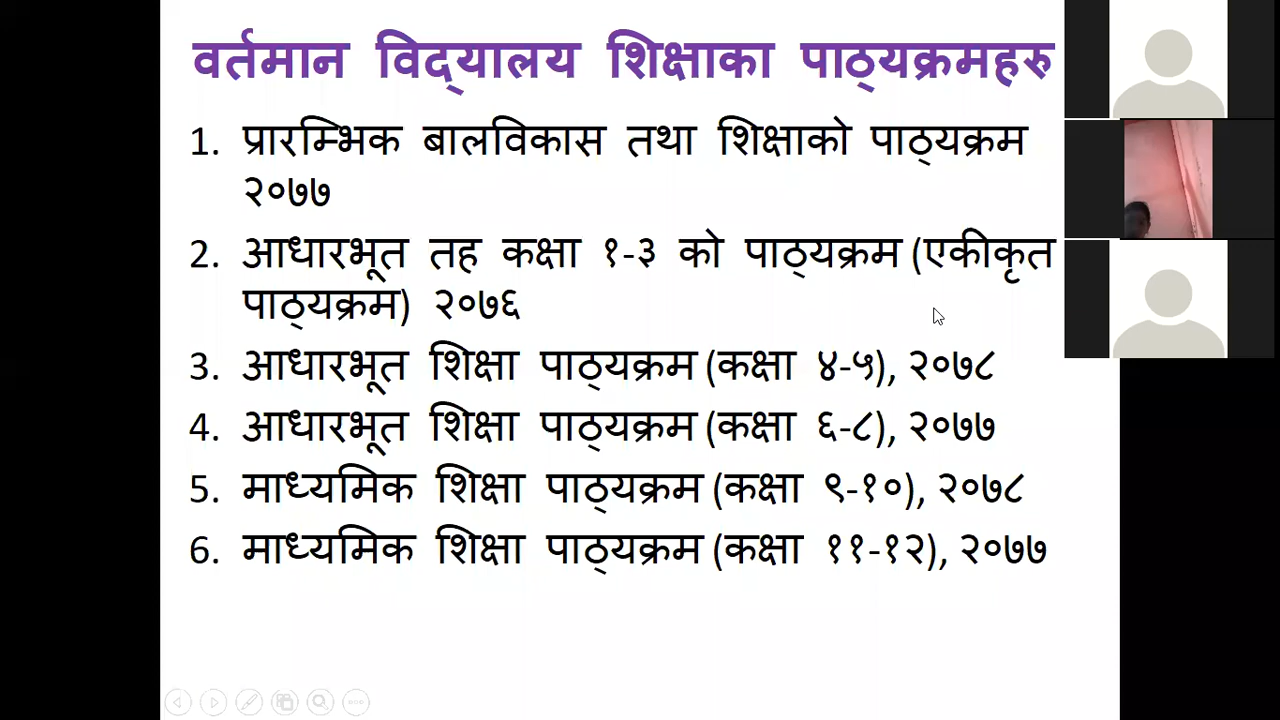 वर्तमान विद्यालय शिक्षाका पाठ्यक्रमहरु
1. प्रारम्भिक बालविकास तथा शिक्षाको पाठ्यक्रम
२०७७
2. आधारभूत तह कक्षा १-३ को पाठ्यक्रम (एकीकृत
पाठ्यक्रम) २०७६
3. आधारभूत शिक्षा पाठ्यक्रम (कक्षा ४-५), २०७८
4. आधारभूत शिक्षा पाठ्यक्रम (कक्षा ६-८), २०७७
5. माध्यमिक शिक्षा पाठ्यक्रम (कक्षा ९-१०), २०७८
6. माध्यमिक शिक्षा पाठ्यक्रम (कक्षा ११-१२), २०७७